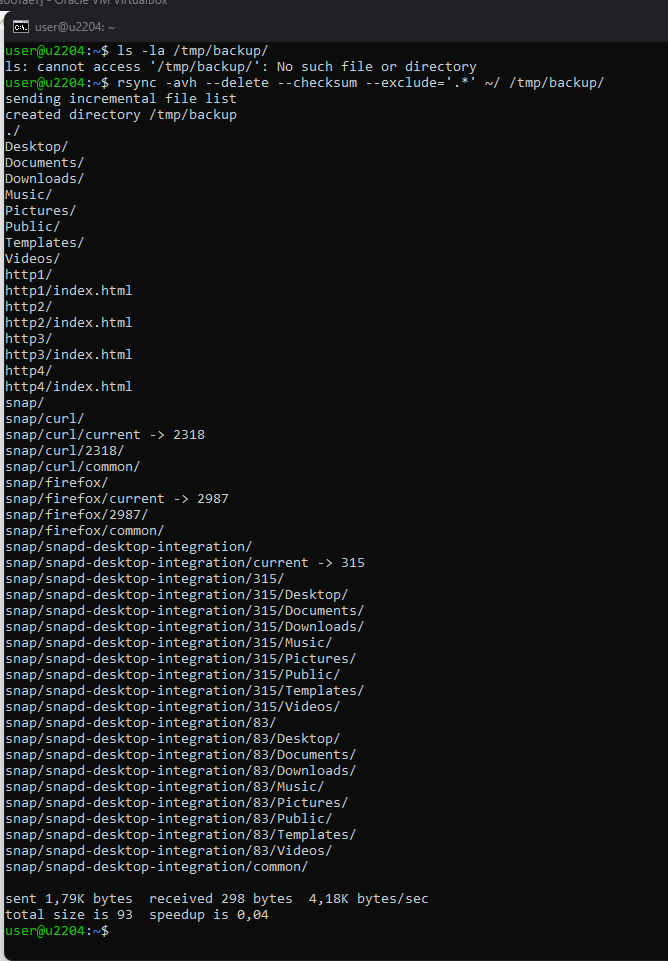 user@u2204: ~
user@u2204:~$ ls -la /tmp/backup/
ls: cannot access '/tmp/backup/': No such file or directory
user@u2204:~$ rsync -avh --delete --checksum --exclude='.*' ~/ /tmp/backup/
sending incremental file list
created directory /tmp/backup
./
Desktop/
Documents/
Downloads/
Music/
Pictures/
Public/
Templates/
Videos/
http1/
http1/index.html
http2/
http2/index.html
http3/
http3/index.html
http4/
http4/index.html
snap/
snap/curl/
snap/curl/current -> 2318
snap/curl/2318/
snap/curl/common/
snap/firefox/
snap/firefox/current -> 2987
snap/firefox/2987/
snap/firefox/common/
snap/snapd-desktop-integration/
snap/snapd-desktop-integration/current -> 315
snap/snapd-desktop-integration/315/
snap/snapd-desktop-integration/315/Desktop/
snap/snapd-desktop-integration/315/Documents/
snap/snapd-desktop-integration/315/Downloads/
snap/snapd-desktop-integration/315/Music/
snap/snapd-desktop-integration/315/Pictures/
snap/snapd-desktop-integration/315/Public/
snap/snapd-desktop-integration/315/Templates/
snap/snapd-desktop-integration/315/Videos/
snap/snapd-desktop-integration/83/
snap/snapd-desktop-integration/83/Desktop/
snap/snapd-desktop-integration/83/Documents/
snap/snapd-desktop-integration/83/Downloads/
snap/snapd-desktop-integration/83/Music/
snap/snapd-desktop-integration/83/Pictures/
snap/snapd-desktop-integration/83/Public/
snap/snapd-desktop-integration/83/Templates/
snap/snapd-desktop-integration/83/Videos/
snap/snapd-desktop-integration/common/
sent 1,79K bytes  received 298 bytes  4,18K bytes/sec
total size is 93  speedup is 0,04
user@u2204:~$